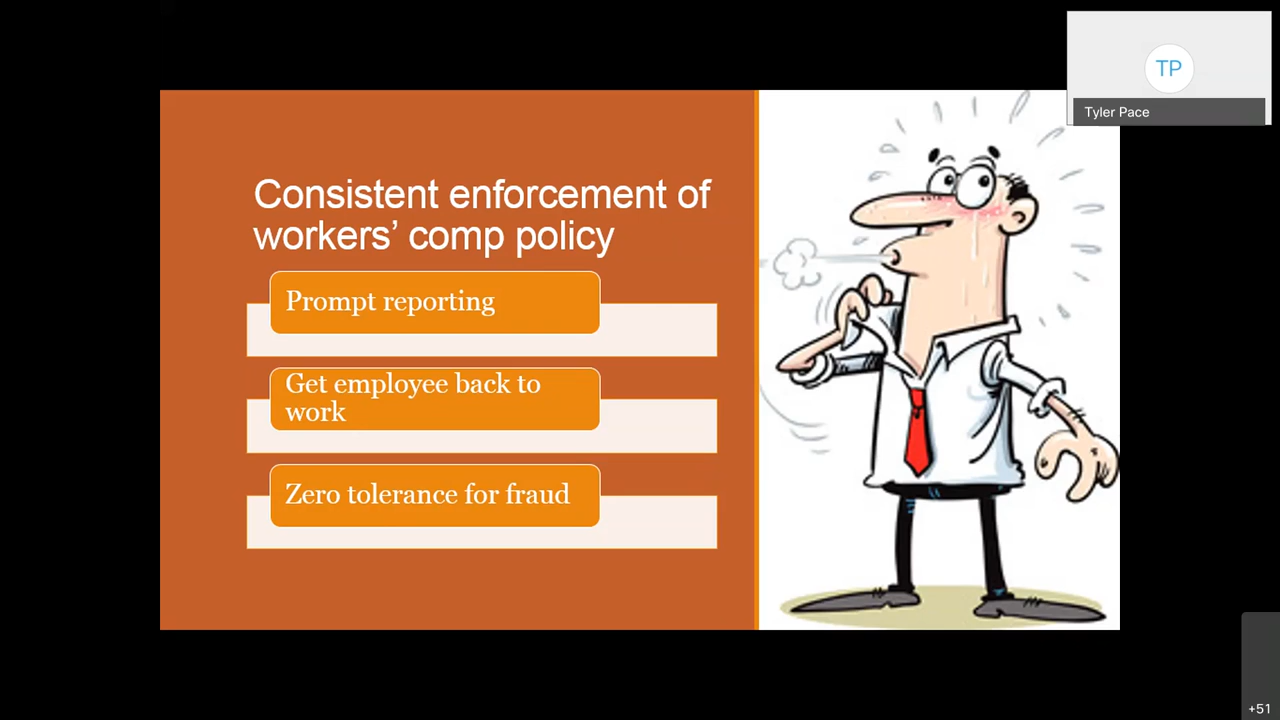 TP
Tyler Pace
Consistent enforcement of
workers’ comp policy
Prompt reporting
Get employee back to
work
Zero tolerance for fraud
+51